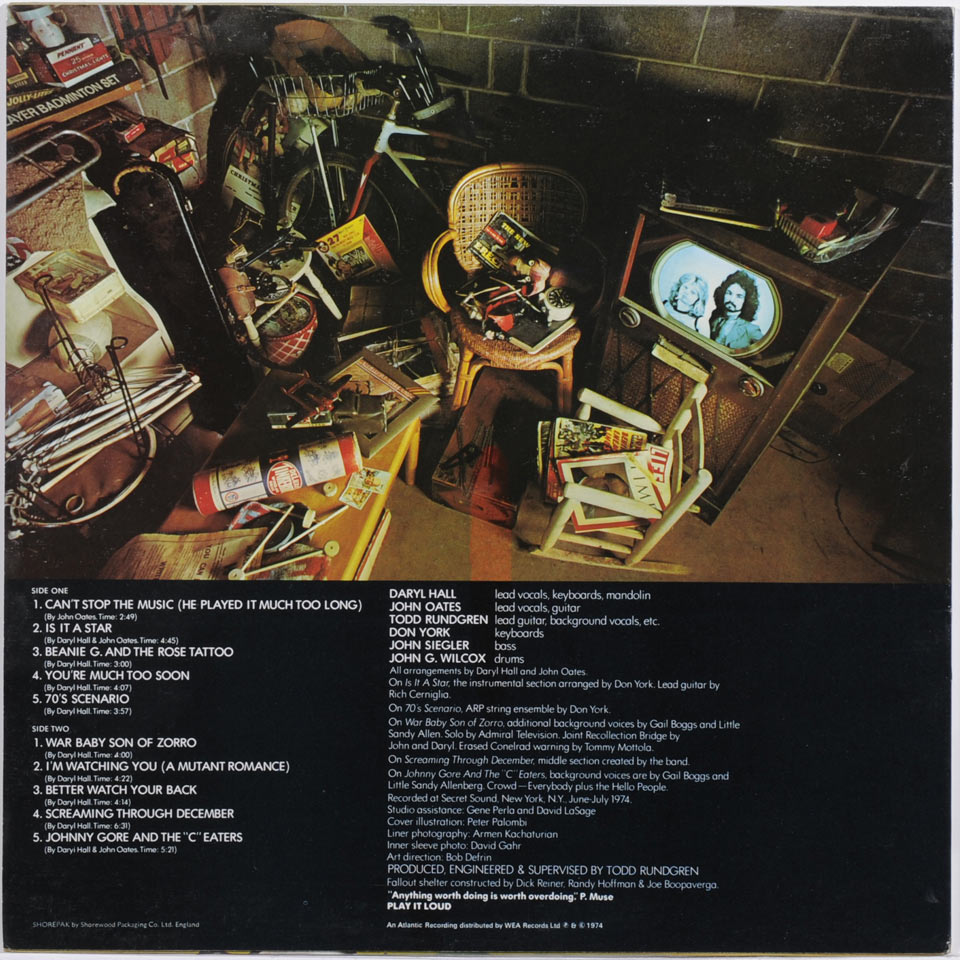 PENNEY
25
CHRISTMAS LIGHTS
JOLLY-LITE
AYER BADMINTON SET
CHRISTMAS
27
THE
LIFE
YOU CAN
SIDE ONE
1. CAN'T STOP THE MUSIC (HE PLAYED IT MUCH TOO LONG)
(By John Oates. Time: 2:49)
2. IS IT A STAR
(By Daryl Hall & John Oates. Time: 4:45)
3. BEANIE G. AND THE ROSE TATTOO
(By Daryl Hall. Time: 3:00)
4. YOU'RE MUCH TOO SOON
(By Daryl Hall. Time: 4:07)
5. 70'S SCENARIO
(By Daryl Hall. Time: 3:57)
SIDE TWO
1. WAR BABY SON OF ZORRO
(By Daryl Hall. Time: 4:00)
2. I'M WATCHING YOU (A MUTANT ROMANCE)
(By Daryl Hall. Time: 4:22)
3. BETTER WATCH YOUR BACK
(By Daryl Hall. Time: 4:14)
4. SCREAMING THROUGH DECEMBER
(By Daryl Hall. Time: 6:31)
5. JOHNNY GORE AND THE "C" EATERS
(By Daryl Hall & John Oates. Time: 5:21)
SHOREPAK by Shorewood Packaging Co. Ltd. England
DARYL HALL lead vocals, keyboards, mandolin
JOHN OATES lead vocals, guitar
TODD RUNDGREN lead guitar, background vocals, etc.
DON YORK keyboards
JOHN SIEGLER bass
JOHN G. WILCOX drums
All arrangements by Daryl Hall and John Oates.
On Is It A Star, the instrumental section arranged by Don York. Lead guitar by
Rich Cerniglia.
On 70's Scenario, ARP string ensemble by Don York.
On War Baby Son of Zorro, additional background voices by Gail Boggs and Little
Sandy Allen. Solo by Admiral Television. Joint Recollection Bridge by
John and Daryl. Erased Conelrad warning by Tommy Mottola.
On Screaming Through December, middle section created by the band.
On Johnny Gore And The "C" Eaters, background voices are by Gail Boggs and
Little Sandy Allenberg. Crowd—Everybody plus the Hello People.
Recorded at Secret Sound, New York, N.Y. June-July 1974.
Studio assistance: Gene Perla and David LaSage
Cover illustration: Peter Palombi
Liner photography: Armen Kachaturian
Inner sleeve photo: David Gahr
Art direction: Bob Defrin
PRODUCED, ENGINEERED & SUPERVISED BY TODD RUNDGREN
Fallout shelter constructed by Dick Reiner, Randy Hoffman & Joe Boopaverga.
"Anything worth doing is worth overdoing." P. Muse
PLAY IT LOUD
An Atlantic Recording distributed by WEA Records Ltd ℗ & © 1974